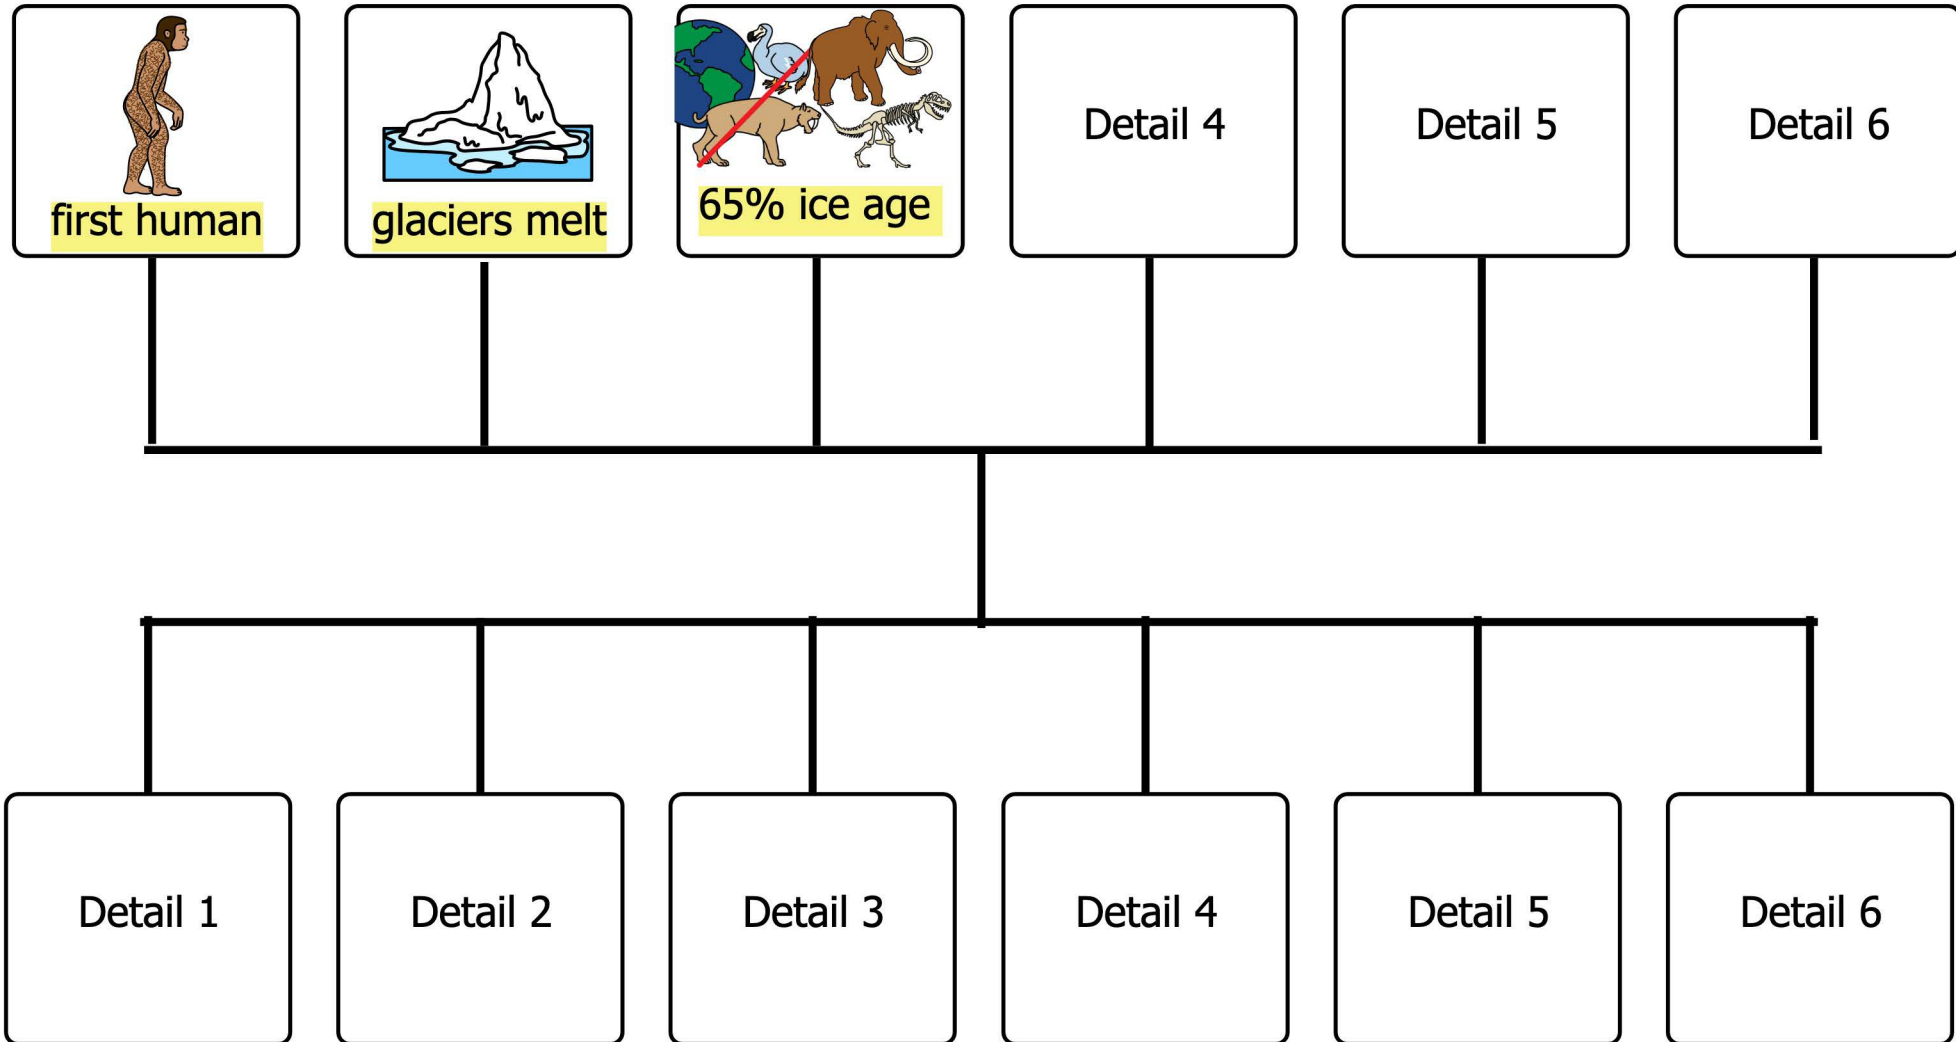 first human
glaciers melt
65% ice age
Detail 4
Detail 5
Detail 6
Detail 1
Detail 2
Detail 3
Detail 4
Detail 5
Detail 6